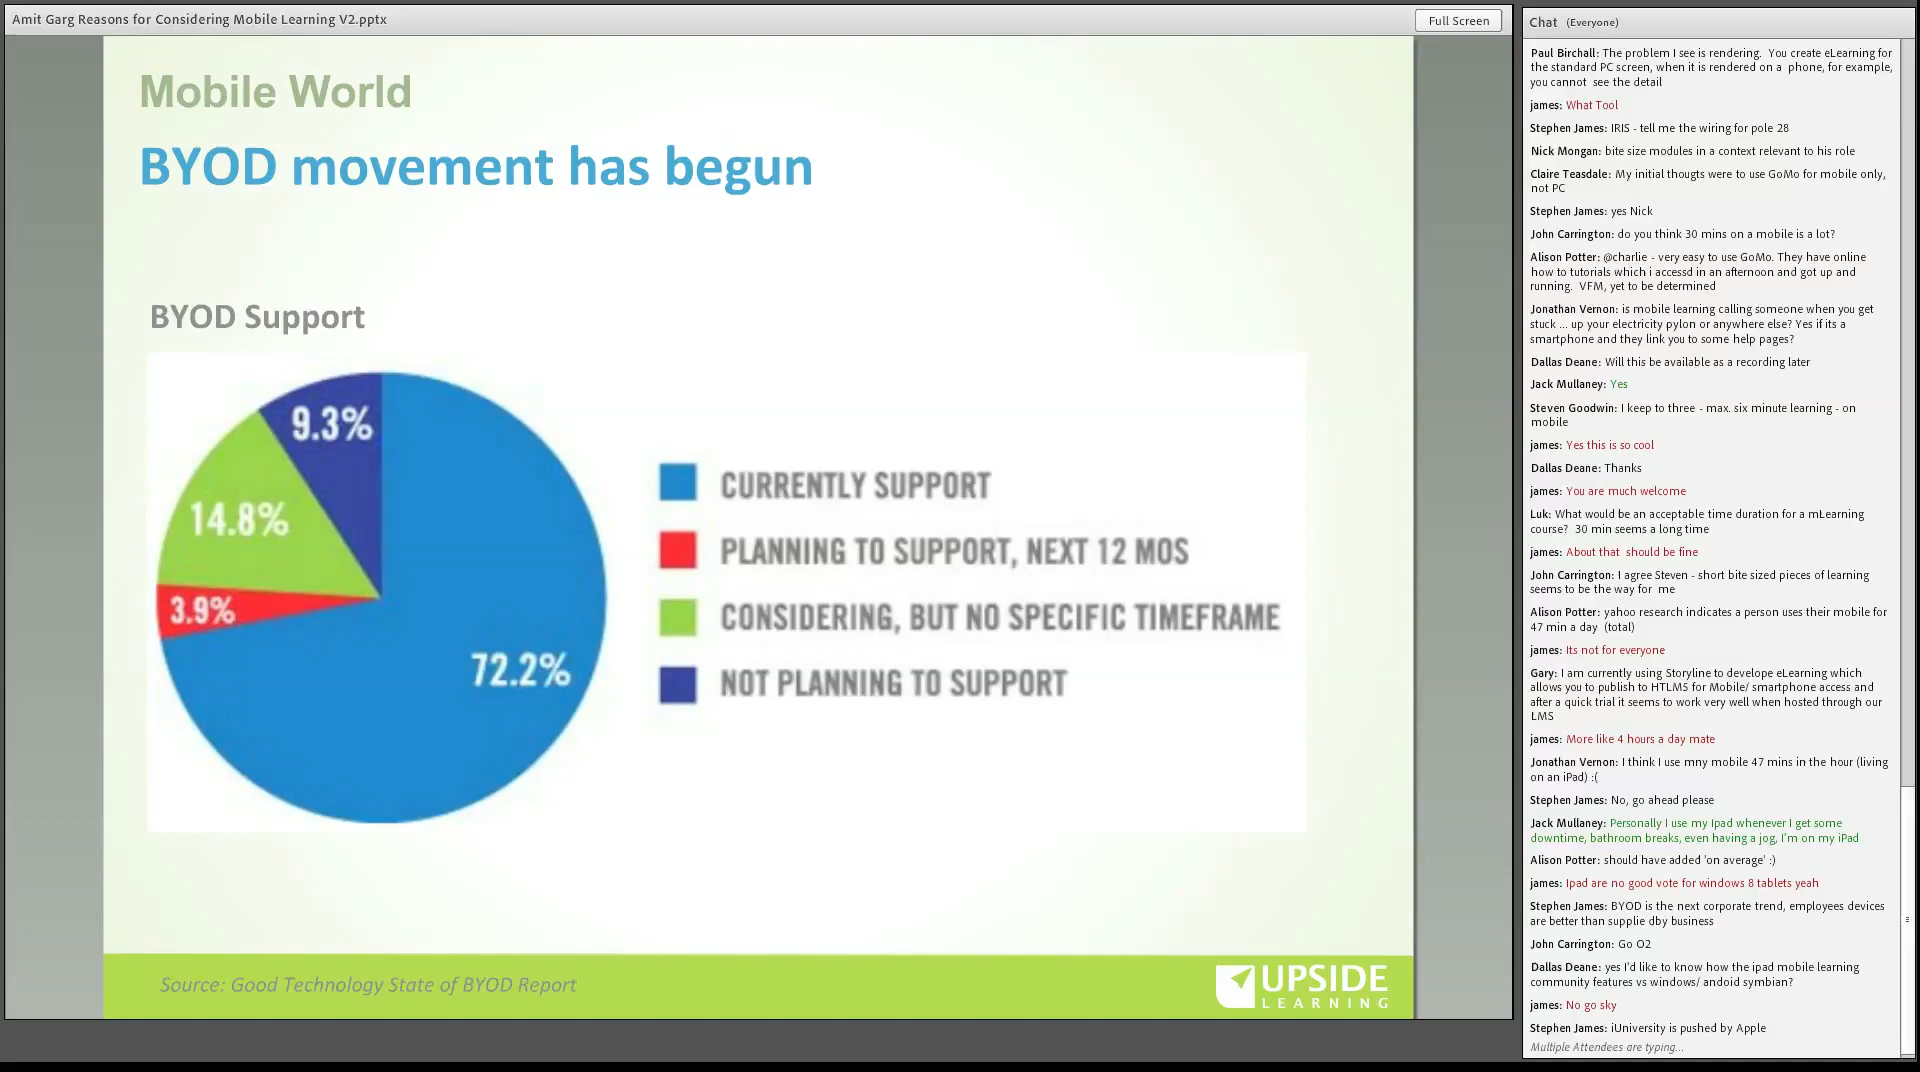 Amit Garg Reasons for Considering Mobile Learning V2.pptx
Full Screen
Mobile World
BYOD movement has begun
BYOD Support
9.3%
14.8%
3.9%
72.2%
CURRENTLY SUPPORT
PLANNING TO SUPPORT, NEXT 12 MOS
CONSIDERING, BUT NO SPECIFIC TIMEFRAME
NOT PLANNING TO SUPPORT
Source: Good Technology State of BYOD Report
UPSIDE
LEARNING
Chat (Everyone)
Paul Birchall: The problem I see is rendering. You create eLearning for
the standard PC screen, when it is rendered on a phone, for example,
you cannot see the detail
james: What Tool
Stephen James: IRIS - tell me the wiring for pole 28
Nick Mongan: bite size modules in a context relevant to his role
Claire Teasdale: My initial thougts were to use GoMo for mobile only,
not PC
Stephen James: yes Nick
John Carrington: do you think 30 mins on a mobile is a lot?
Alison Potter: @charlie - very easy to use GoMo. They have online
how to tutorials which i accessd in an afternoon and got up and
running. VFM, yet to be determined
Jonathan Vernon: is mobile learning calling someone when you get
stuck ... up your electricity pylon or anywhere else? Yes if its a
smartphone and they link you to some help pages?
Dallas Deane: Will this be available as a recording later
Jack Mullaney: Yes
Steven Goodwin: I keep to three - max. six minute learning - on
mobile
james: Yes this is so cool
Dallas Deane: Thanks
james: You are much welcome
Luk: What would be an acceptable time duration for a mLearning
course? 30 min seems a long time
james: About that should be fine
John Carrington: I agree Steven - short bite sized pieces of learning
seems to be the way for me
Alison Potter: yahoo research indicates a person uses their mobile for
47 min a day (total)
james: Its not for everyone
Gary: I am currently using Storyline to develope eLearning which
allows you to publish to HTLM5 for Mobile/ smartphone access and
after a quick trial it seems to work very well when hosted through our
LMS
james: More like 4 hours a day mate
Jonathan Vernon: I think I use mny mobile 47 mins in the hour (living
on an iPad) :(
Stephen James: No, go ahead please
Jack Mullaney: Personally I use my Ipad whenever I get some
downtime, bathroom breaks, even having a jog, I'm on my iPad
Alison Potter: should have added 'on average' :)
james: Ipad are no good vote for windows 8 tablets yeah
Stephen James: BYOD is the next corporate trend, employees devices
are better than supplie dby business
John Carrington: Go O2
Dallas Deane: yes I'd like to know how the ipad mobile learning
community features vs windows/ andoid symbian?
james: No go sky
Stephen James: iUniversity is pushed by Apple
Multiple Attendees are typing...